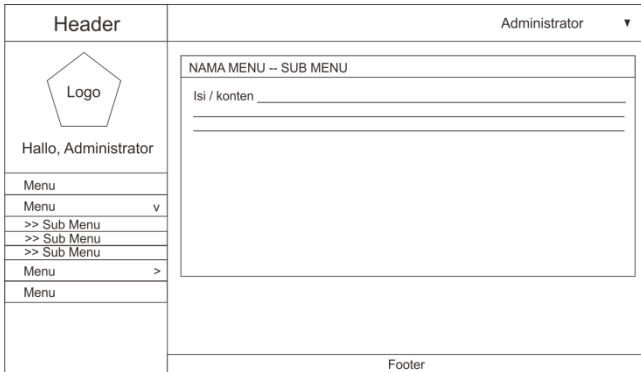 Header
Administrator ▼
Logo
Hallo, Administrator
Menu
Menu v
>> Sub Menu
>> Sub Menu
>> Sub Menu
Menu >
Menu
NAMA MENU -- SUB MENU
Isi / konten
Footer